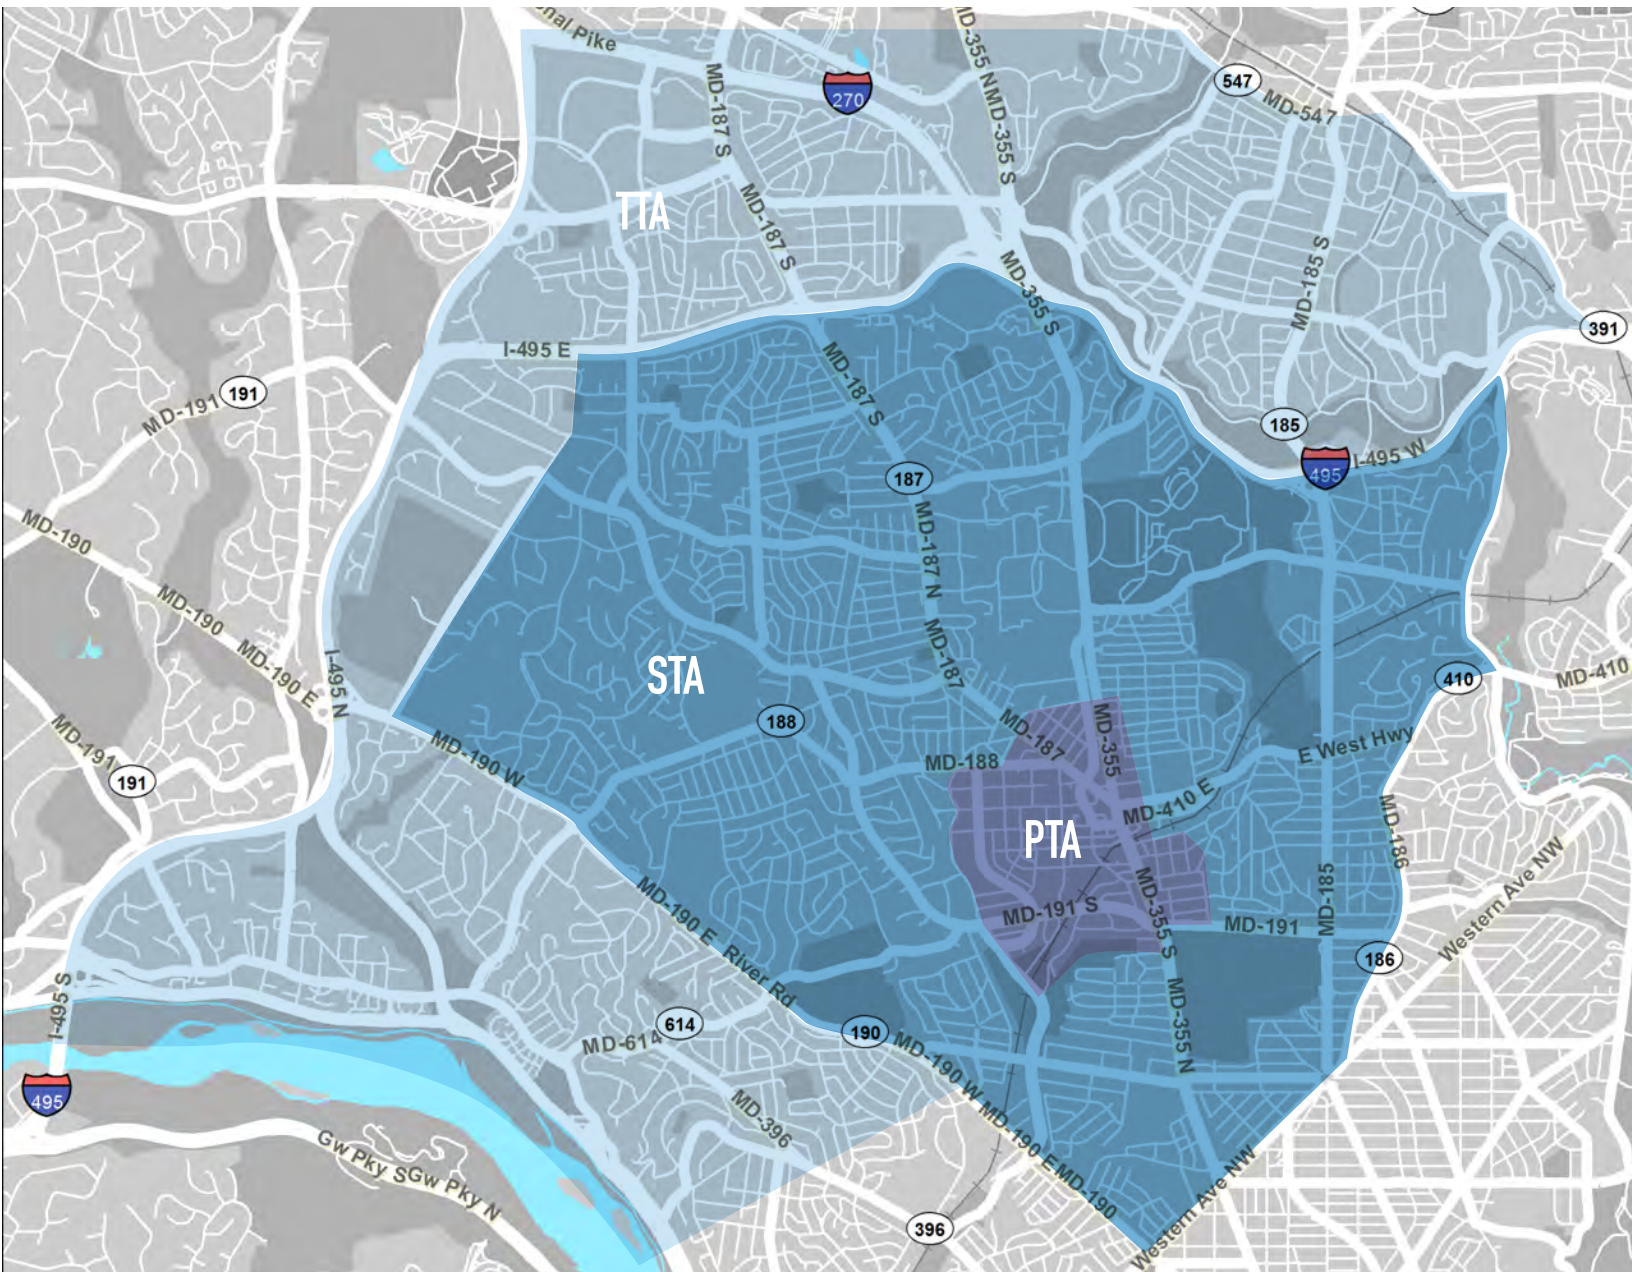 onal Pike
MD-355 NMD-355 S
270
547
MD-547
MD-187 S
TTA
MD-187 S
MD-355 S
MD-185 S
391
I-495 E
MD-187 S
191
MD-191
185
I-495 W
495
187
MD-190
MD-187 N
MD-190
MD-187
MD-190 E
I-495 N
STA
410
MD-410
188
MD-187
MD-355
E West Hwy
MD-191
191
MD-190 W
MD-188
MD-410 E
MD-186
PTA
Western Ave NW
MD-190 E
River Rd
MD-191 S
MD-355 S
MD-191
MD-185
186
I-495 S
614
MD-614
190
MD-190 W
MD-355 N
495
MD-396
MD-190 E
MD-190
Gw Pky S
Gw Pky N
396
Western Ave NW